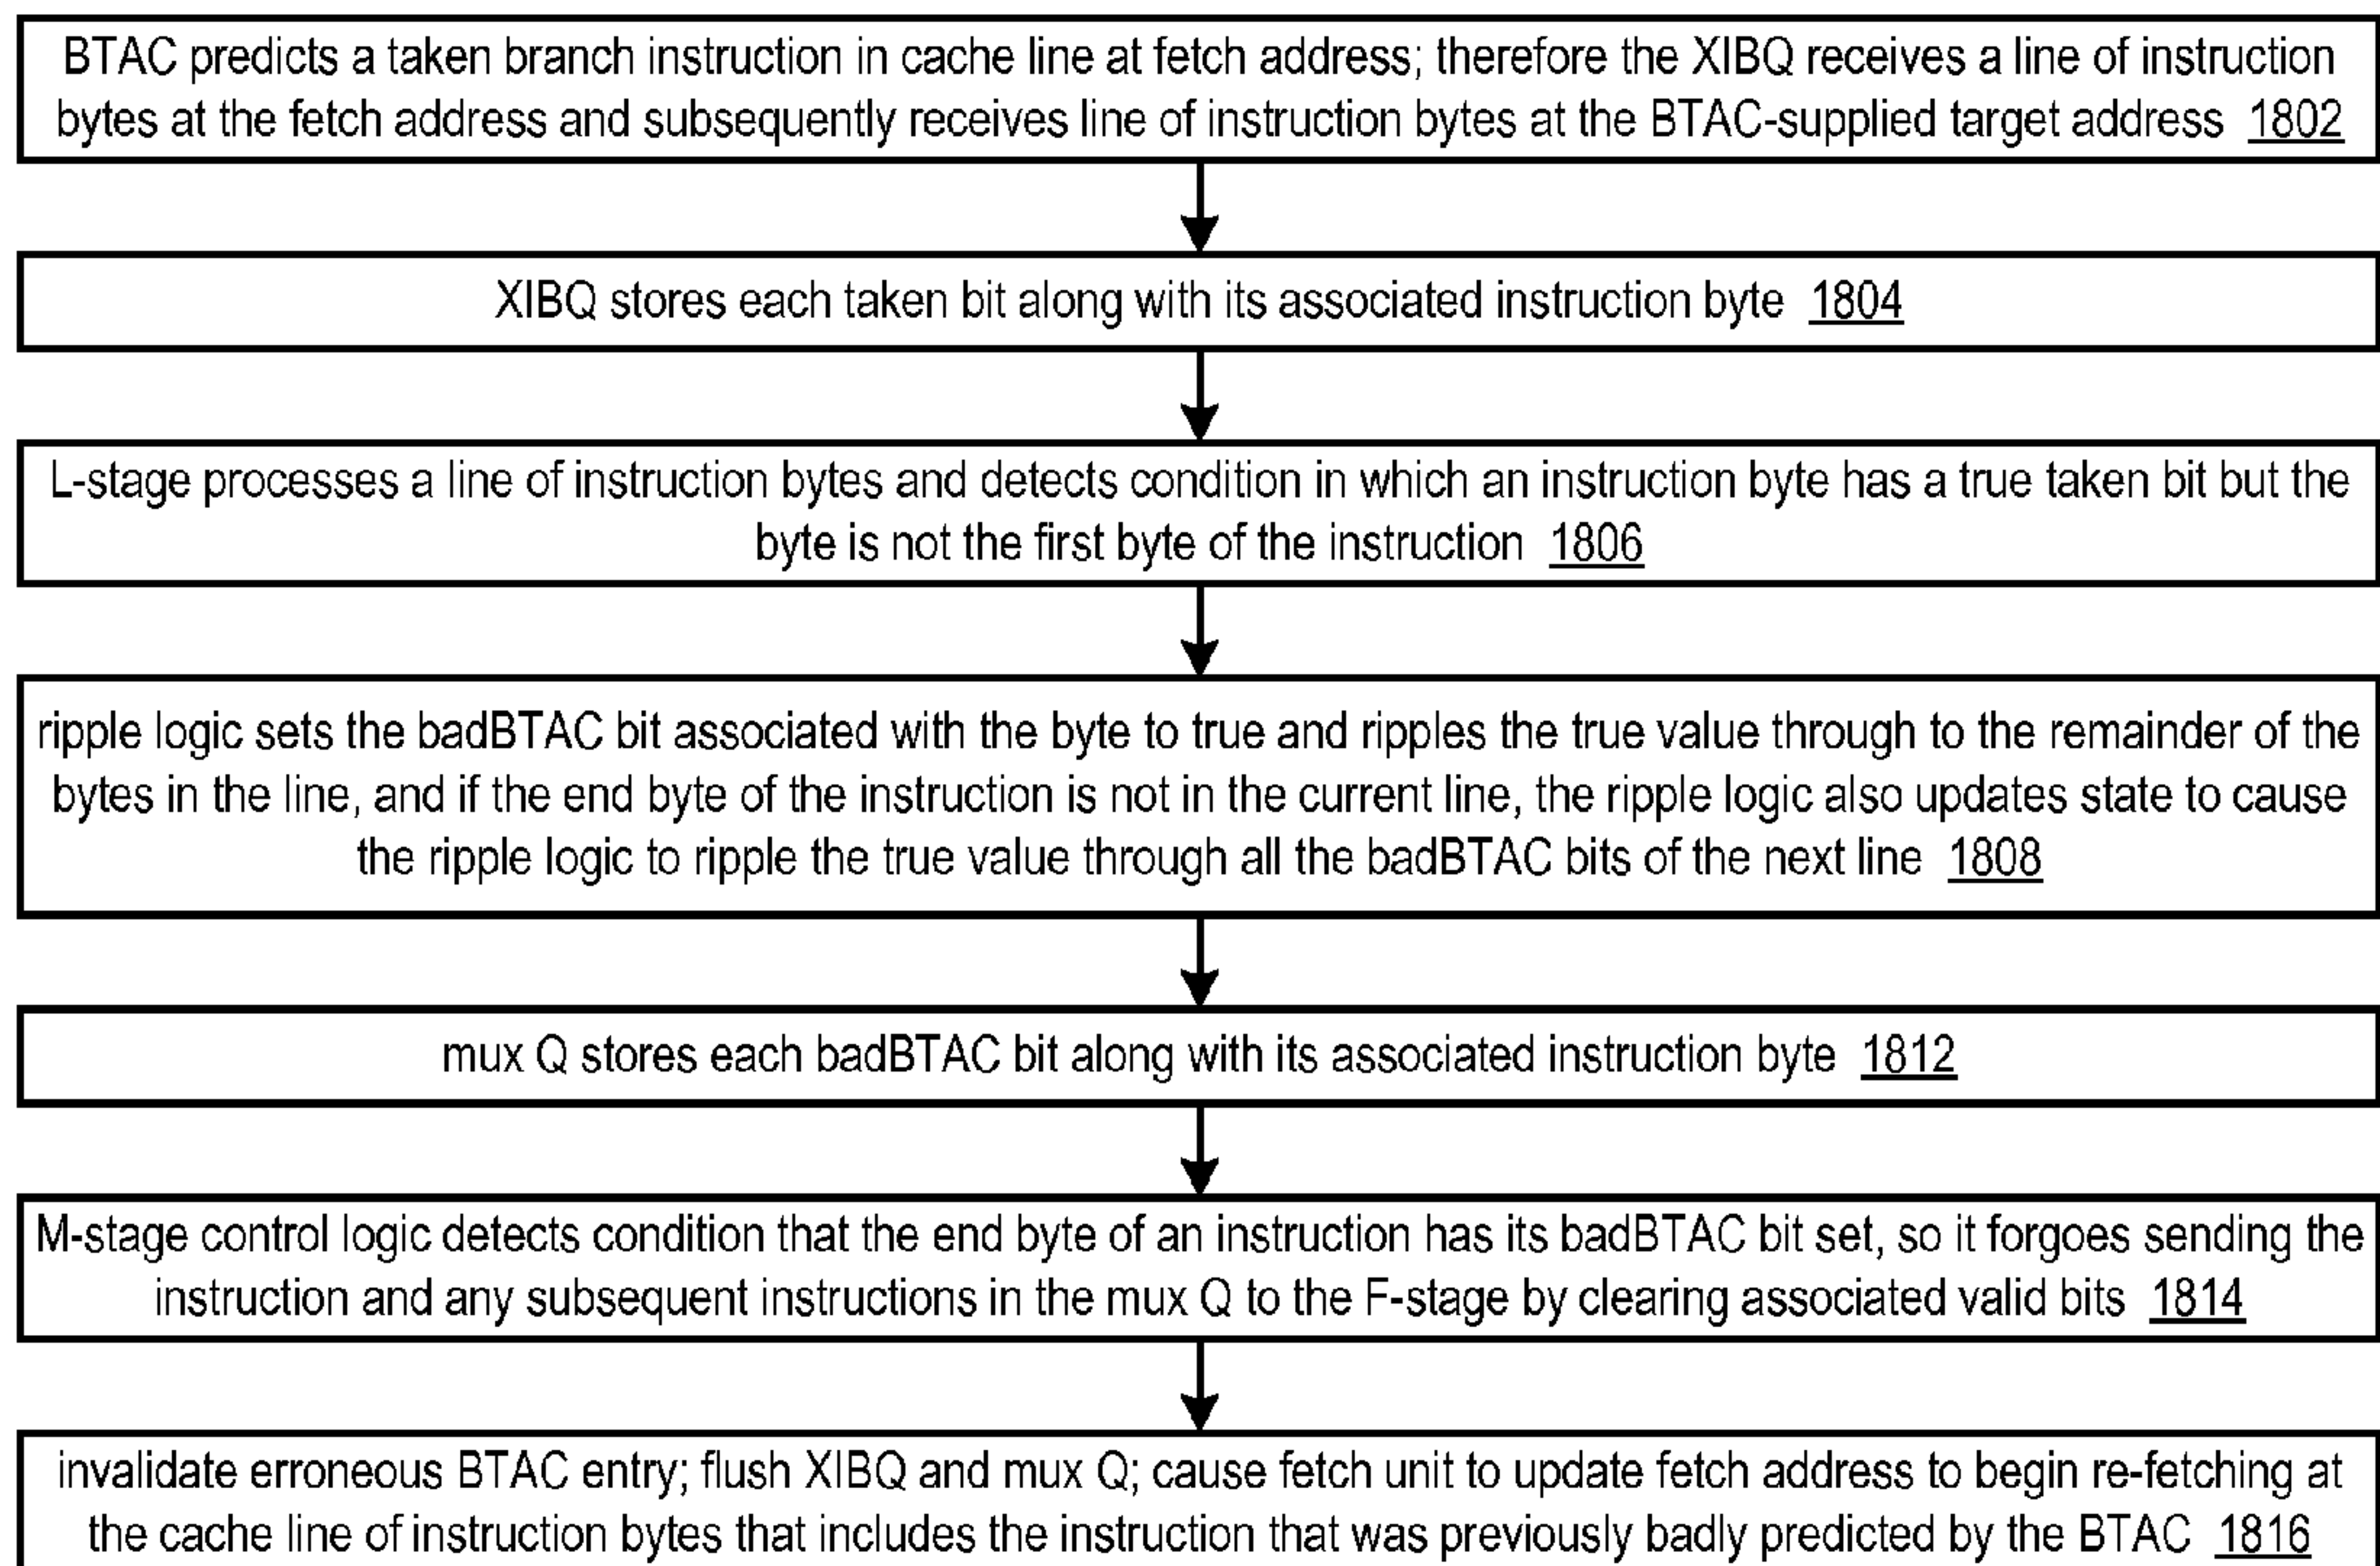 BTAC predicts a taken branch instruction in cache line at fetch address; therefore the XIBQ receives a line of instruction
bytes at the fetch address and subsequently receives line of instruction bytes at the BTAC-supplied target address 1802
XIBQ stores each taken bit along with its associated instruction byte 1804
L-stage processes a line of instruction bytes and detects condition in which an instruction byte has a true taken bit but the
byte is not the first byte of the instruction 1806
ripple logic sets the badBTAC bit associated with the byte to true and ripples the true value through to the remainder of the
bytes in the line, and if the end byte of the instruction is not in the current line, the ripple logic also updates state to cause
the ripple logic to ripple the true value through all the badBTAC bits of the next line 1808
mux Q stores each badBTAC bit along with its associated instruction byte 1812
M-stage control logic detects condition that the end byte of an instruction has its badBTAC bit set, so it forgoes sending the
instruction and any subsequent instructions in the mux Q to the F-stage by clearing associated valid bits 1814
invalidate erroneous BTAC entry; flush XIBQ and mux Q; cause fetch unit to update fetch address to begin re-fetching at
the cache line of instruction bytes that includes the instruction that was previously badly predicted by the BTAC 1816